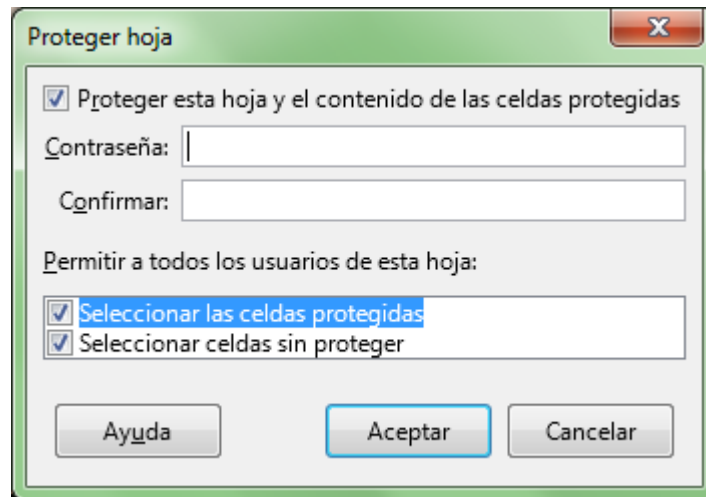 Proteger hoja
Proteger esta hoja y el contenido de las celdas protegidas
Contraseña:
Confirmar:
Permitir a todos los usuarios de esta hoja:
Seleccionar las celdas protegidas
Seleccionar celdas sin proteger
Ayuda Aceptar Cancelar